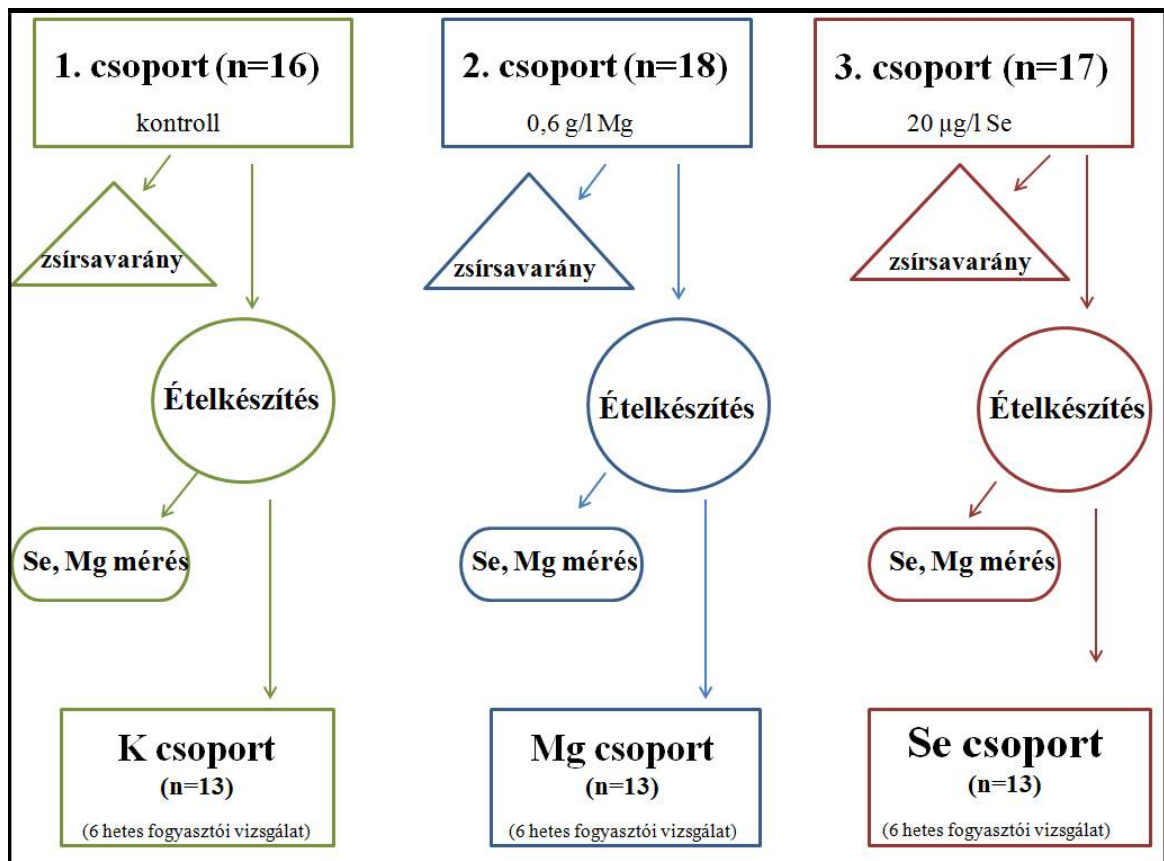 1. csoport (n=16)
kontroll
zsírsavarány
Ételkészítés
Se, Mg mérés
K csoport
(n=13)
(6 hetes fogyasztói vizsgálat)
2. csoport (n=18)
0,6 g/l Mg
zsírsavarány
Ételkészítés
Se, Mg mérés
Mg csoport
(n=13)
(6 hetes fogyasztói vizsgálat)
3. csoport (n=17)
20 µg/l Se
zsírsavarány
Ételkészítés
Se, Mg mérés
Se csoport
(n=13)
(6 hetes fogyasztói vizsgálat)